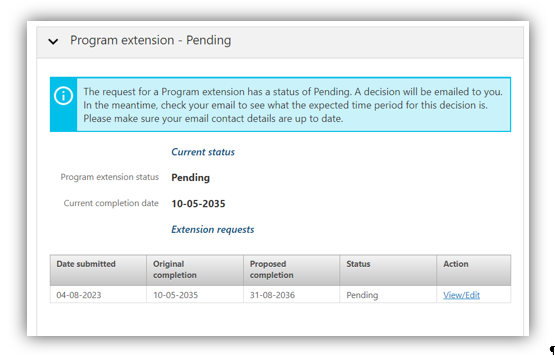 Program extension - Pending
The request for a Program extension has a status of Pending. A decision will be emailed to you.
In the meantime, check your email to see what the expected time period for this decision is.
Please make sure your email contact details are up to date.
Current status
Program extension status Pending
Current completion date 10-05-2035
Extension requests
Date submitted Original completion Proposed completion Status Action
04-08-2023 10-05-2035 31-08-2036 Pending View/Edit
¶